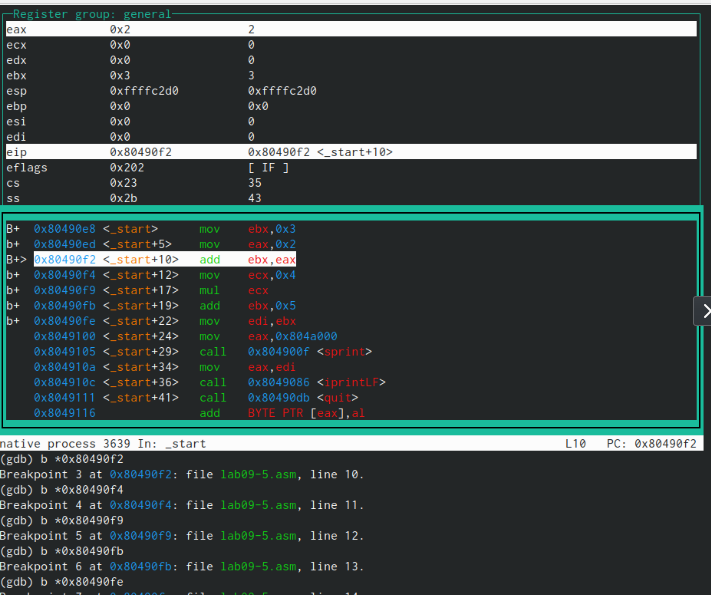 Register group: general
eax 0x2 2
ecx 0x0 0
edx 0x0 0
ebx 0x3 3
esp 0xffffc2d0 0xffffc2d0
ebp 0x0 0x0
esi 0x0 0
edi 0x0 0
eip 0x80490f2 0x80490f2 <_start+10>
eflags 0x202 [ IF ]
cs 0x23 35
ss 0x2b 43
B+ 0x80490e8 <_start> mov ebx,0x3
b+ 0x80490ed <_start+5> mov eax,0x2
B+> 0x80490f2 <_start+10> add ebx,eax
b+ 0x80490f4 <_start+12> mov ecx,0x4
b+ 0x80490f9 <_start+17> mul ecx
b+ 0x80490fb <_start+19> add ebx,0x5
b+ 0x80490fe <_start+22> mov edi,ebx
0x8049100 <_start+24> mov eax,0x804a000
0x8049105 <_start+29> call 0x804900f <sprint>
0x804910a <_start+34> mov eax,edi
0x804910c <_start+36> call 0x8049086 <iprintLF>
0x8049111 <_start+41> call 0x80490db <quit>
0x8049116 add BYTE PTR [eax],al
native process 3639 In: _start L10 PC: 0x80490f2
(gdb) b *0x80490f2
Breakpoint 3 at 0x80490f2: file lab09-5.asm, line 10.
(gdb) b *0x80490f4
Breakpoint 4 at 0x80490f4: file lab09-5.asm, line 11.
(gdb) b *0x80490f9
Breakpoint 5 at 0x80490f9: file lab09-5.asm, line 12.
(gdb) b *0x80490fb
Breakpoint 6 at 0x80490fb: file lab09-5.asm, line 13.
(gdb) b *0x80490fe